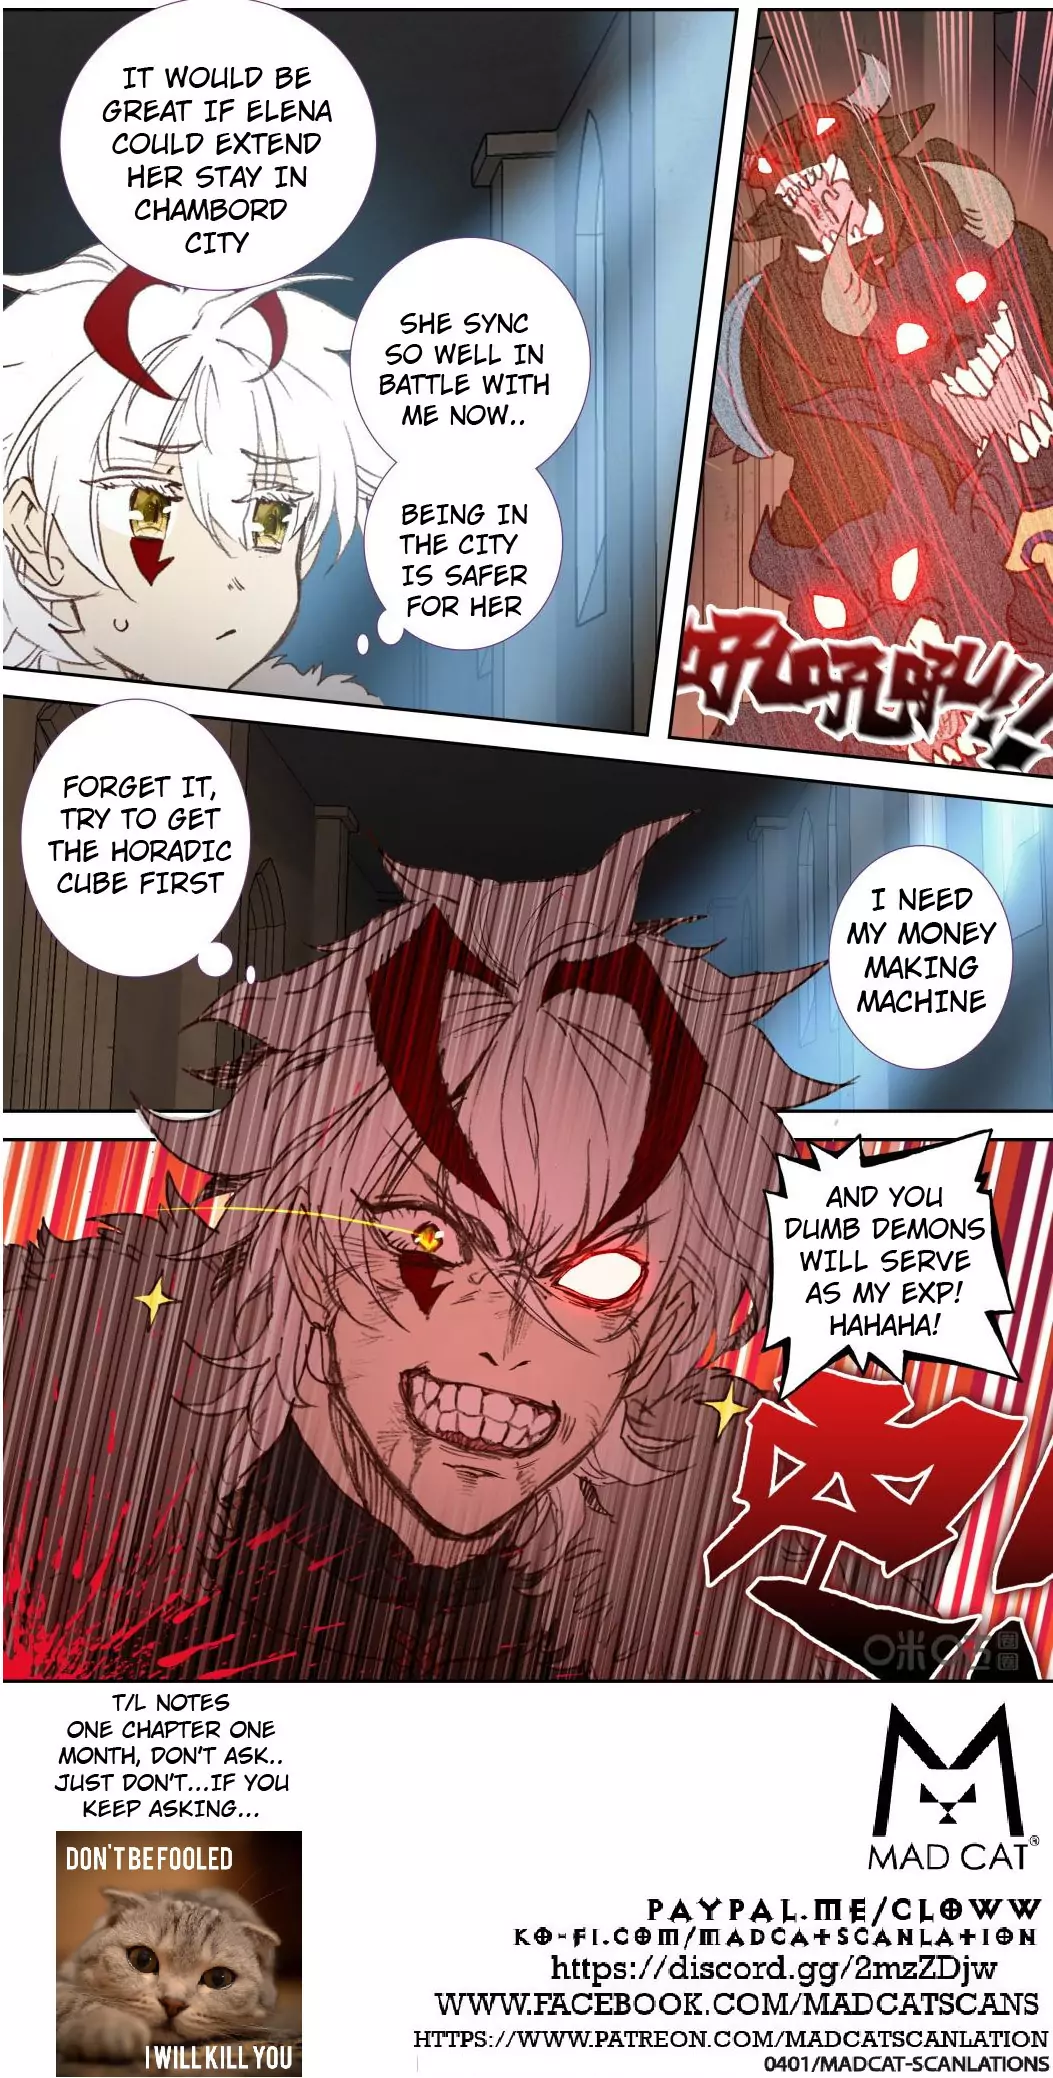 IT WOULD BE
GREAT IF ELENA
COULD EXTEND
HER STAY IN
CHAMBORD
CITY
SHE SYNC
SO WELL IN
BATTLE WITH
ME NOW..
BEING IN
THE CITY
IS SAFER
FOR HER
FORGET IT,
TRY TO GET
THE HORADIC
CUBE FIRST
I NEED
MY MONEY
MAKING
MACHINE
AND YOU
DUMB DEMONS
WILL SERVE
AS MY EXP!
HAHAHA!
T/L NOTES
ONE CHAPTER ONE
MONTH, DON'T ASK..
JUST DON'T...IF YOU
KEEP ASKING...
DON'T BE FOOLED
I WILL KILL YOU
MAD CAT®
PAYPAL.ME/CLOWW
KO-FI.COM/MADCATSCANLATION
https://discord.gg/2mzZDjw
WWW.FACEBOOK.COM/MADCATSCANS
HTTPS://WWW.PATREON.COM/MADCATSCANLATION
0401/MADCAT-SCANLATIONS